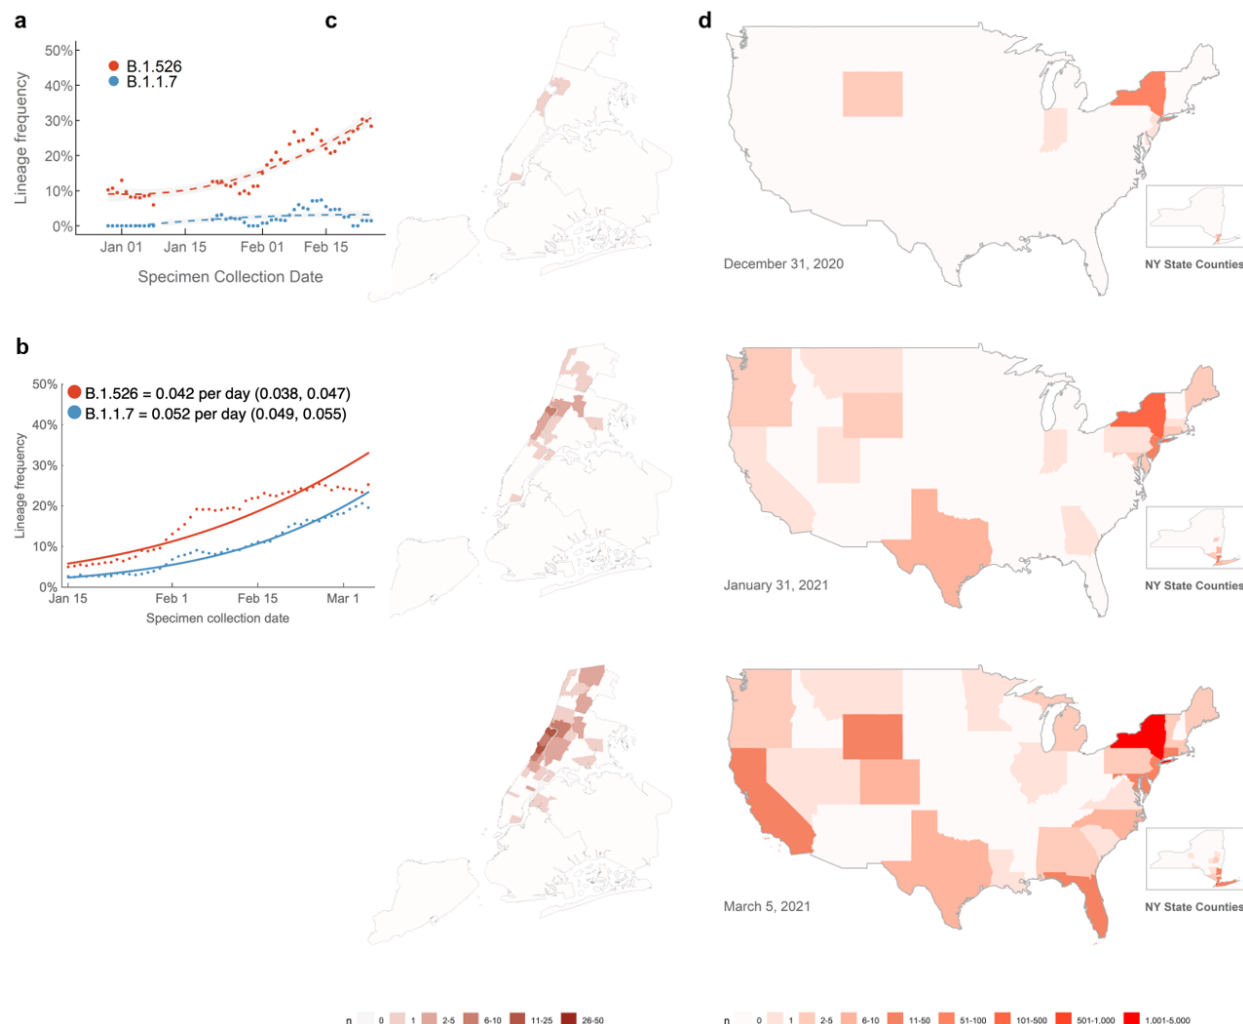 a
c
d
50%
40%
30%
20%
10%
0%
Lineage frequency
B.1.526
B.1.1.7
Jan 01
Jan 15
Feb 01
Feb 15
Specimen Collection Date
December 31, 2020
NY State Counties
b
50%
40%
30%
20%
10%
0%
Lineage frequency
B.1.526 = 0.042 per day (0.038, 0.047)
B.1.1.7 = 0.052 per day (0.049, 0.055)
Jan 15
Feb 1
Feb 15
Mar 1
Specimen collection date
January 31, 2021
NY State Counties
March 5, 2021
NY State Counties
n 0 1 2-5 6-10 11-25 26-50
n 0 1 2-5 6-10 11-50 51-100 101-500 501-1,000 1,001-5,000